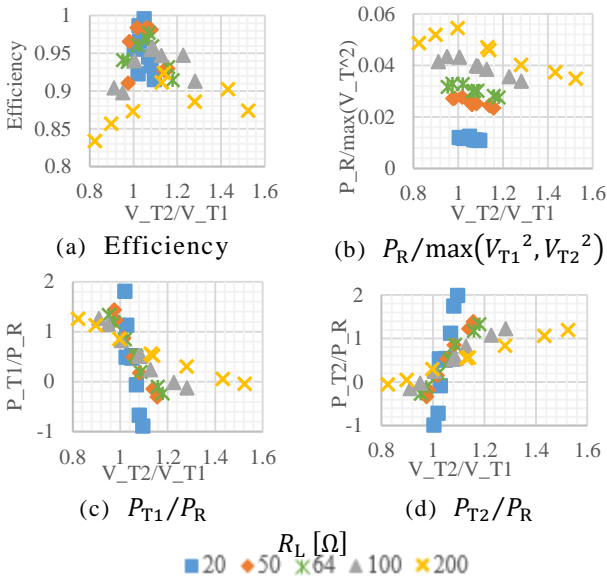 Efficiency
1
0.95
0.9
0.85
0.8
0.8 1 1.2 1.4 1.6
V_T2/V_T1
(a) Efficiency
P_R/max(V_T^2)
0.06
0.04
0.02
0
0.8 1 1.2 1.4 1.6
V_T2/V_T1
(b) P_R/max(V_T1², V_T2²)
P_T1/P_R
2
1
0
-1
0.8 1 1.2 1.4 1.6
V_T2/V_T1
(c) P_T1/P_R
P_T2/P_R
2
1
0
-1
0.8 1 1.2 1.4 1.6
V_T2/V_T1
(d) P_T2/P_R
R_L [Ω]
20 50 64 100 200